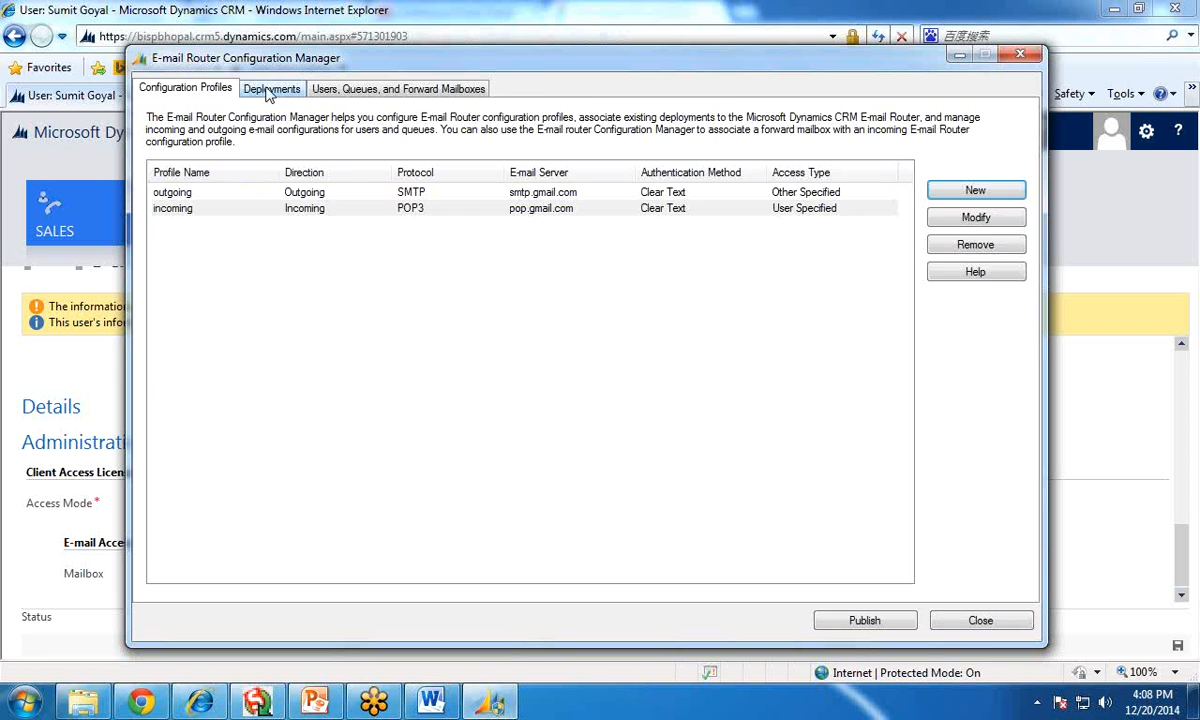 User: Sumit Goyal - Microsoft Dynamics CRM - Windows Internet Explorer
https://bispbhopal.crm5.dynamics.com/main.aspx#571301903
百度搜索
Favorites
User: Sumit Goyal -
Safety
Tools
Microsoft Dy
SALES
The information
This user's info
Details
Administrati
Client Access Licen
Access Mode*
E-mail Acce
Mailbox
Status
E-mail Router Configuration Manager
Configuration Profiles
Deployments
Users, Queues, and Forward Mailboxes
The E-mail Router Configuration Manager helps you configure E-mail Router configuration profiles, associate existing deployments to the Microsoft Dynamics CRM E-mail Router, and manage
incoming and outgoing e-mail configurations for users and queues. You can also use the E-mail router Configuration Manager to associate a forward mailbox with an incoming E-mail Router
configuration profile.
Profile Name Direction Protocol E-mail Server Authentication Method Access Type
outgoing Outgoing SMTP smtp.gmail.com Clear Text Other Specified
incoming Incoming POP3 pop.gmail.com Clear Text User Specified
New
Modify
Remove
Help
Publish
Close
Internet | Protected Mode: On
100%
4:08 PM
12/20/2014